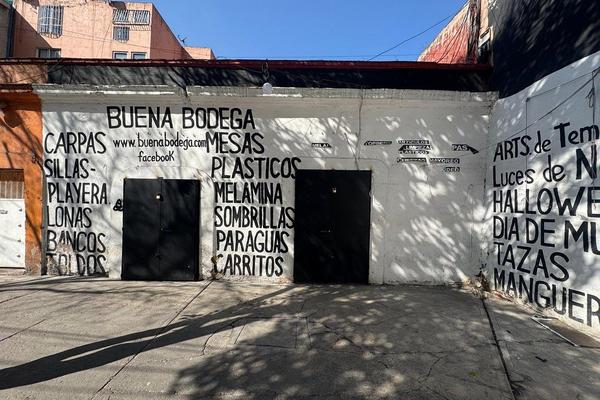 BUENA BODEGA
www.buenabodega.com
facebook
CARPAS
SILLAS-
PLAYERA
LONAS
BANCOS
TOLDOS
MESAS
PLASTICOS
MELAMINA
SOMBRILLAS
PARAGUAS
CARRITOS
ARTS. de Tem
Luces de N
HALLOWE
DIA DE MU
TAZAS
MANGUER